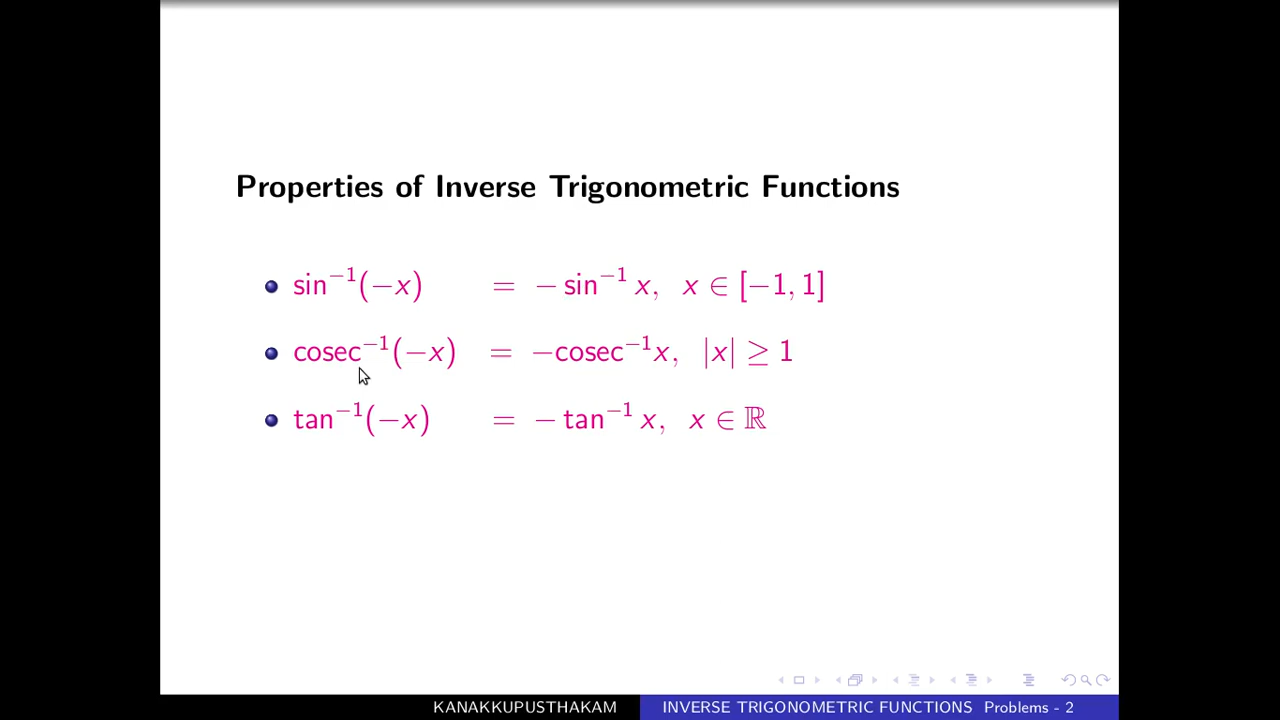 Properties of Inverse Trigonometric Functions
sin⁻¹(−x) = − sin⁻¹ x, x ∈ [−1, 1]
cosec⁻¹(−x) = −cosec⁻¹x, |x| ≥ 1
tan⁻¹(−x) = − tan⁻¹ x, x ∈ ℝ
KANAKKUPUSTHAKAM INVERSE TRIGONOMETRIC FUNCTIONS Problems - 2